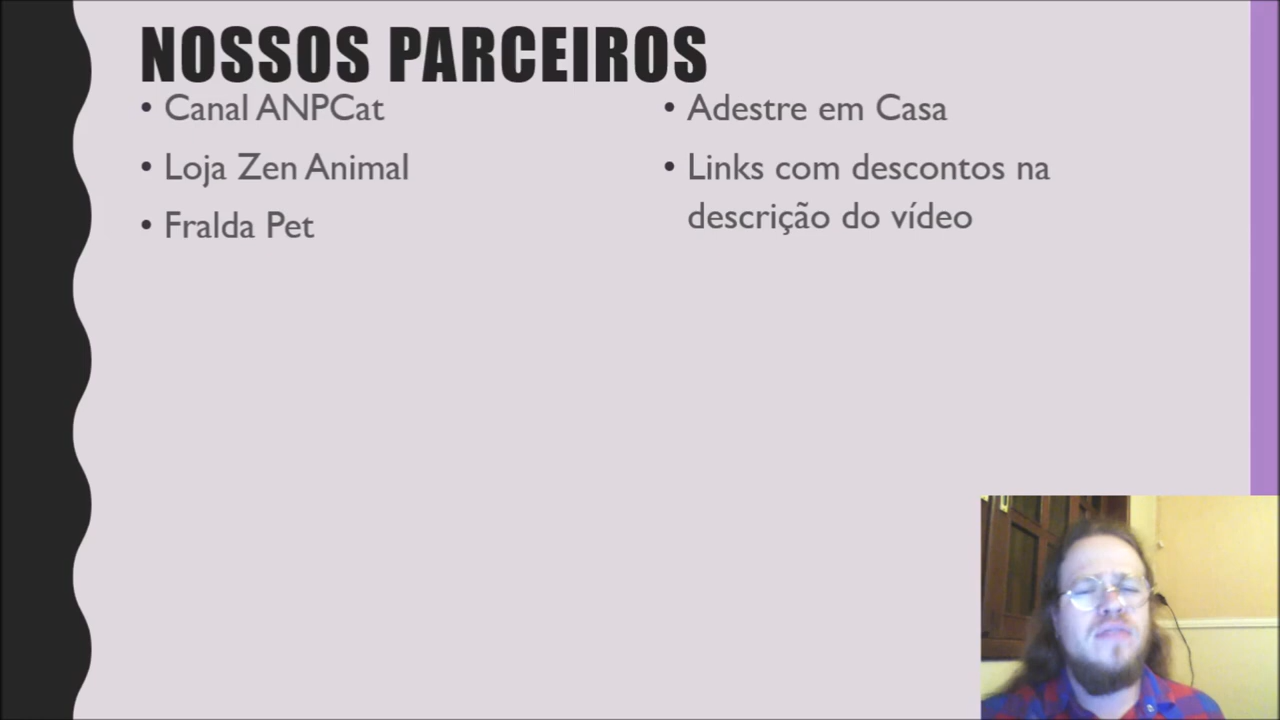 NOSSOS PARCEIROS
• Canal ANPCat
• Loja Zen Animal
• Fralda Pet
• Adestre em Casa
• Links com descontos na
descrição do vídeo